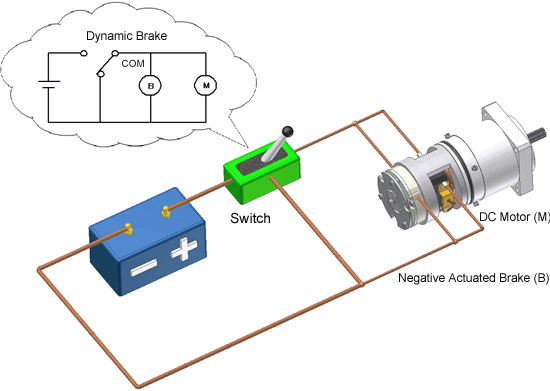 Dynamic Brake
COM
B
M
Switch
DC Motor (M)
Negative Actuated Brake (B)